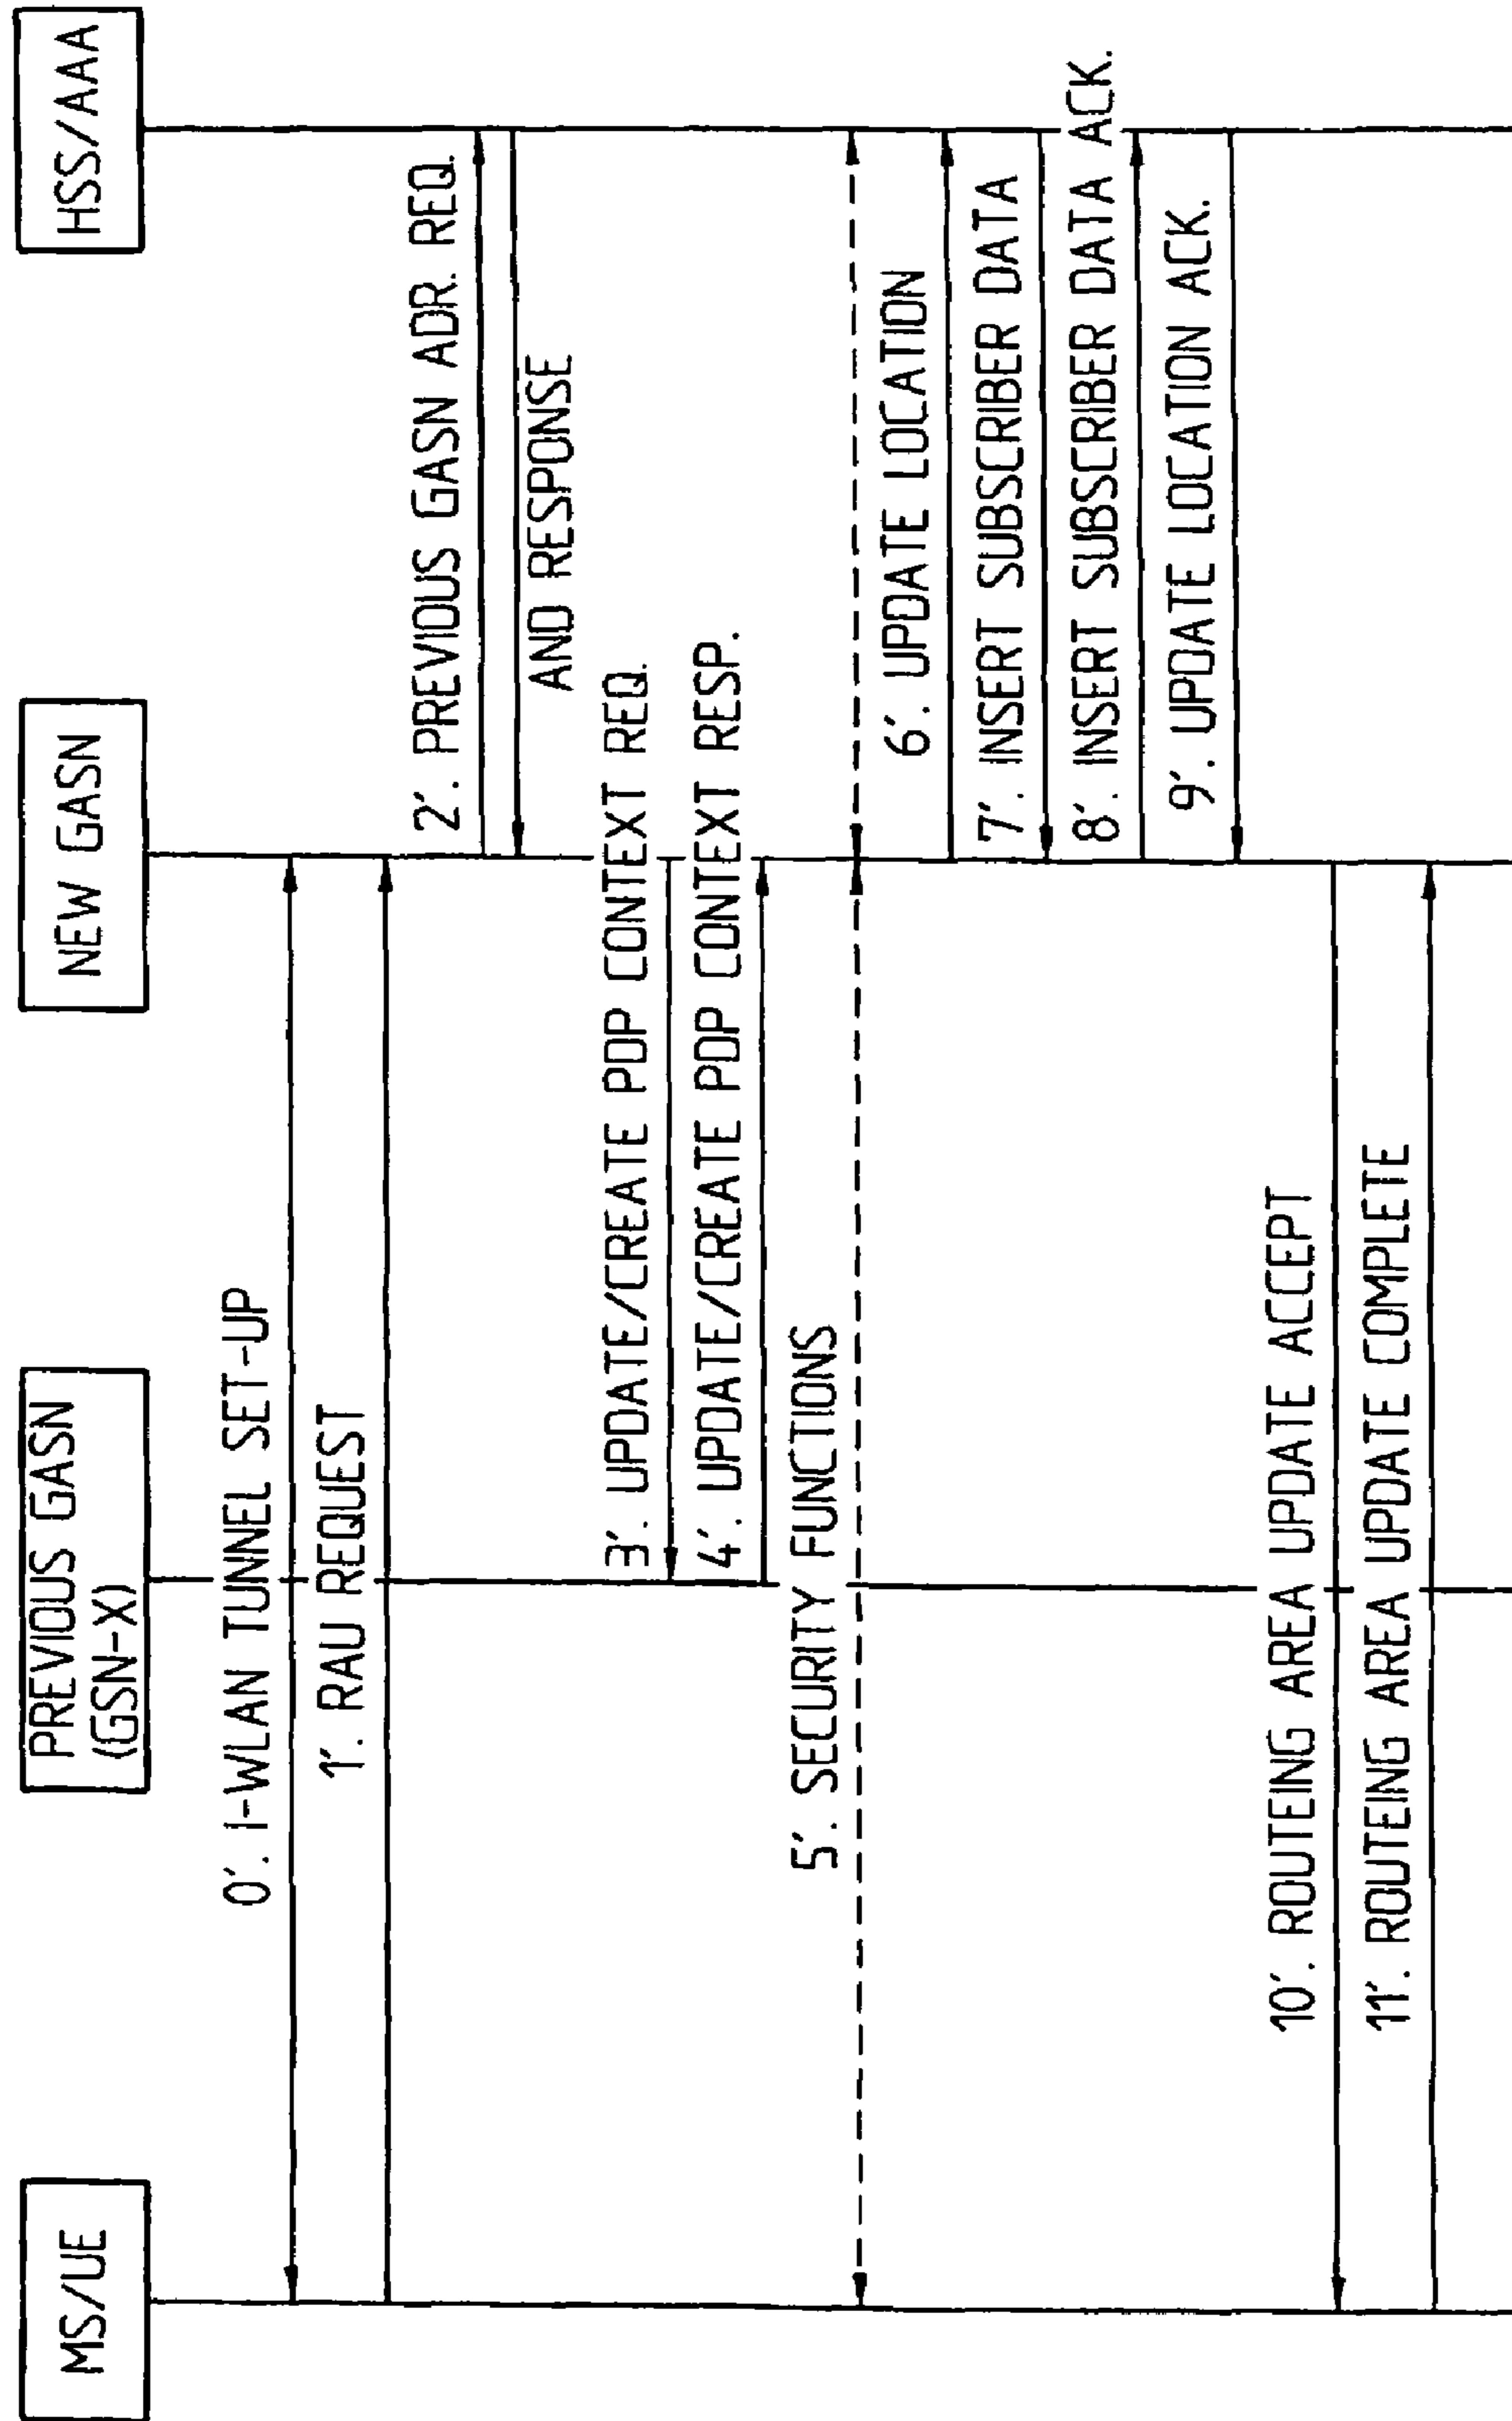 MS/UE
PREVIOUS GASN
(GSN-X)
NEW GASN
HSS/AAA
0'. I-WLAN TUNNEL SET-UP
1'. RAU REQUEST
2'. PREVIOUS GASN ADR. REQ.
AND RESPONSE
3'. UPDATE/CREATE PDP CONTEXT REQ.
4'. UPDATE/CREATE PDP CONTEXT RESP.
5'. SECURITY FUNCTIONS
6'. UPDATE LOCATION
7'. INSERT SUBSCRIBER DATA
8'. INSERT SUBSCRIBER DATA ACK.
9'. UPDATE LOCATION ACK.
10'. ROUTEING AREA UPDATE ACCEPT
11'. ROUTEING AREA UPDATE COMPLETE